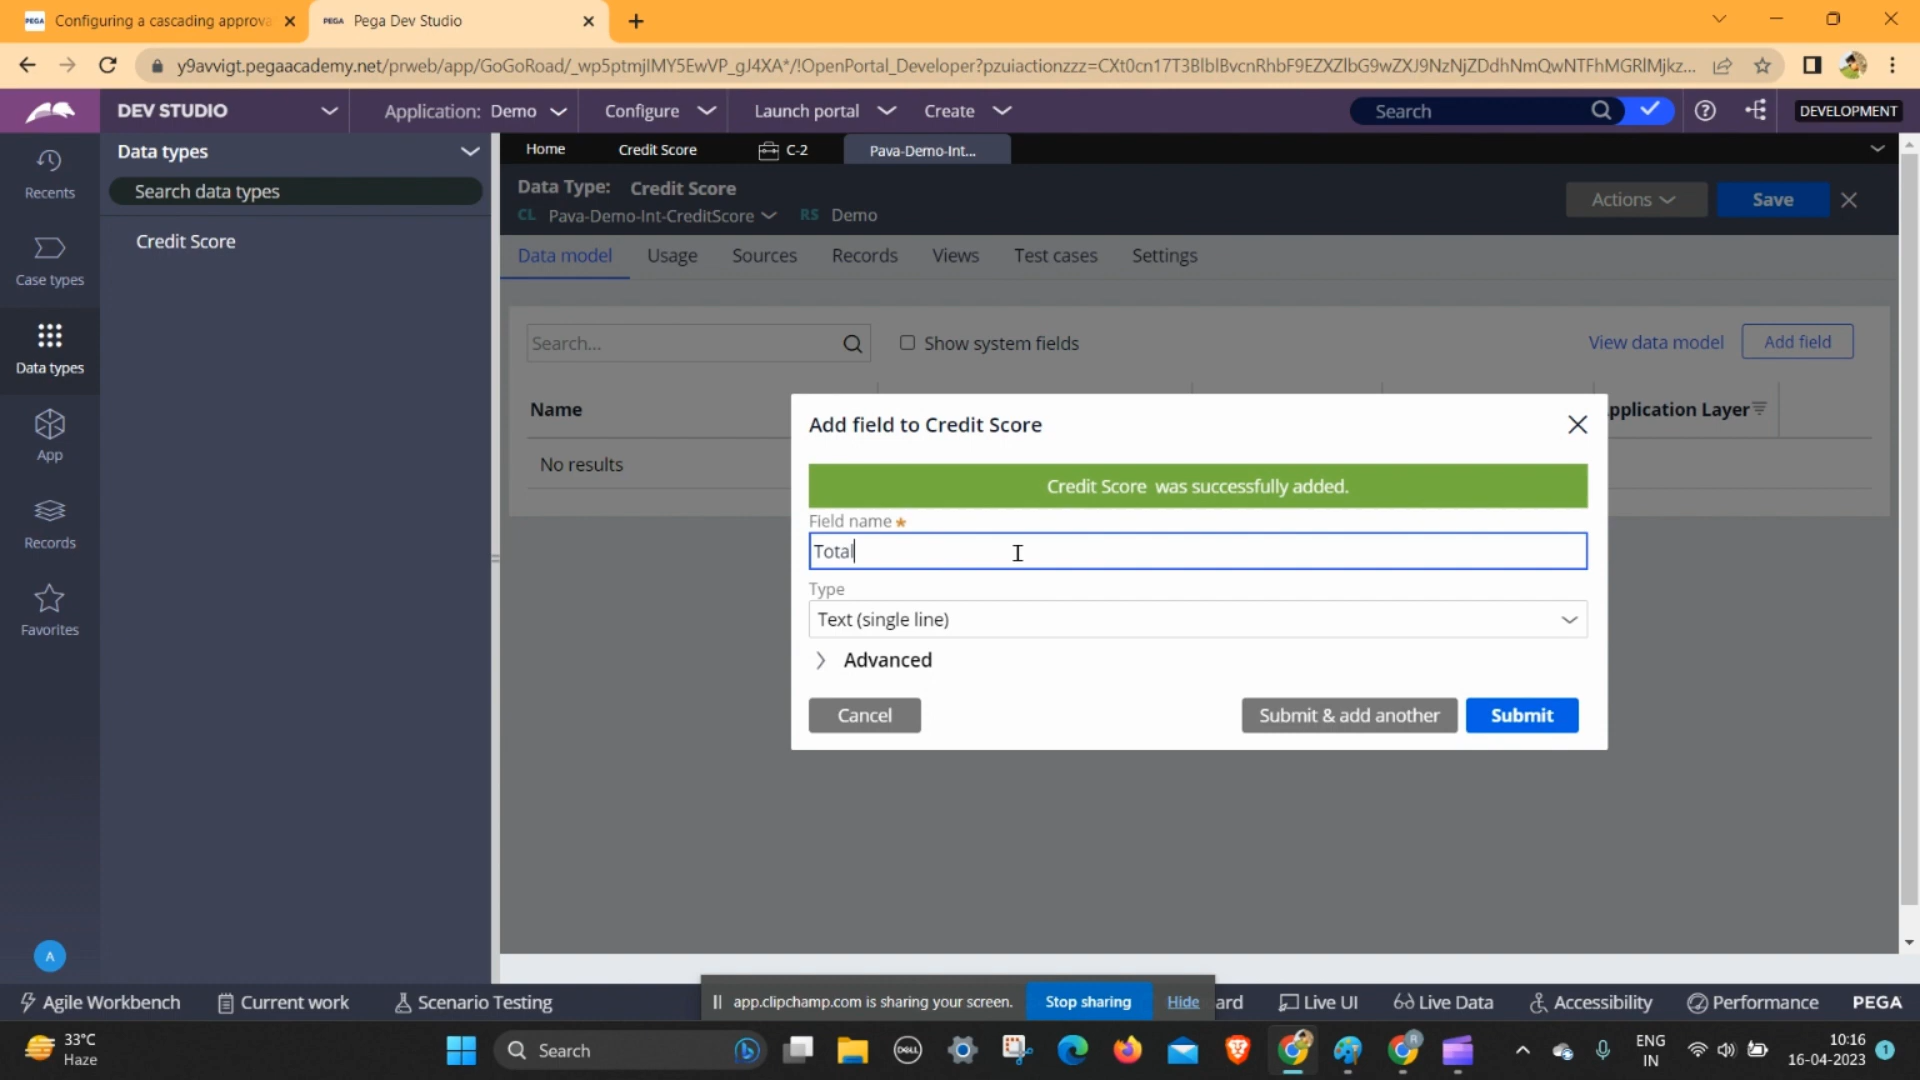 PEGA Configuring a cascading approva
PEGA Pega Dev Studio
y9avvigt.pegaacademy.net/prweb/app/GoGoRoad/_wp5ptmjIMY5EwVP_gJ4XA*/!OpenPortal_Developer?pzuiactionzzz=CXt0cn17T3BlblBvcnRhbF9EZXZlbG9wZXJ9NzNjZDdhNmQwNTFhMGRlMjkz...
DEV STUDIO
Application: Demo
Configure
Launch portal
Create
Search
DEVELOPMENT
Recents
Case types
Data types
App
Records
Favorites
A
Data types
Search data types
Credit Score
Home
Credit Score
C-2
Pava-Demo-Int...
Data Type: Credit Score
CL Pava-Demo-Int-CreditScore RS Demo
Actions
Save
Data model
Usage
Sources
Records
Views
Test cases
Settings
Search...
Show system fields
View data model
Add field
Name
pplication Layer
No results
Add field to Credit Score
Credit Score was successfully added.
Field name *
Total
Type
Text (single line)
Advanced
Cancel
Submit & add another
Submit
Agile Workbench
Current work
Scenario Testing
app.clipchamp.com is sharing your screen.
Stop sharing
Hide
ard
Live UI
Live Data
Accessibility
Performance
PEGA
33°C
Haze
Search
DELL
R
ENG
IN
10:16
16-04-2023
1